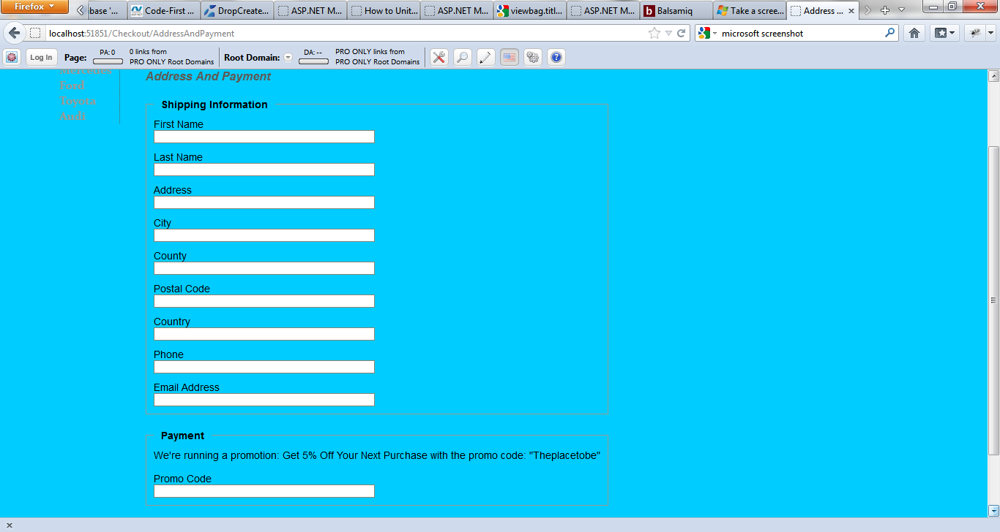 Firefox
base '...
Code-First ...
DropCreate...
ASP.NET M...
How to Unit...
ASP.NET M...
viewbag.titl...
ASP.NET M...
Balsamiq
Take a scree...
Address ...
localhost:51851/Checkout/AddressAndPayment
microsoft screenshot
Log In
Page:
PA: 0
0 links from
PRO ONLY Root Domains
Root Domain:
DA: --
PRO ONLY links from
PRO ONLY Root Domains
Mercedes
Ford
Toyota
Audi
Address And Payment
Shipping Information
First Name
Last Name
Address
City
County
Postal Code
Country
Phone
Email Address
Payment
We're running a promotion: Get 5% Off Your Next Purchase with the promo code: "Theplacetobe"
Promo Code